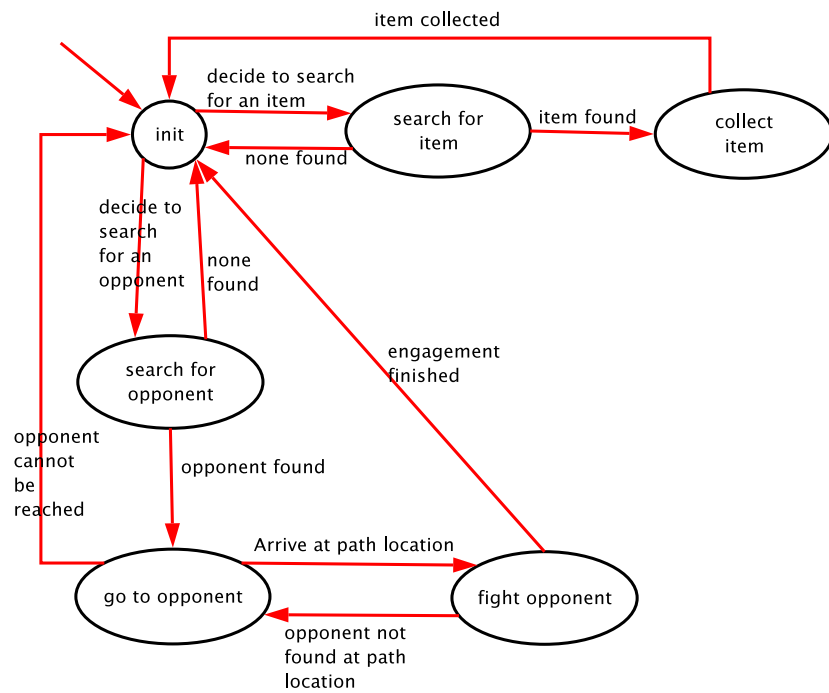 item collected
decide to search
for an item
init
search for
item
item found
collect
item
none found
decide to
search
for an
opponent
none
found
search for
opponent
engagement
finished
opponent
cannot
be
reached
opponent found
Arrive at path location
go to opponent
fight opponent
opponent not
found at path
location